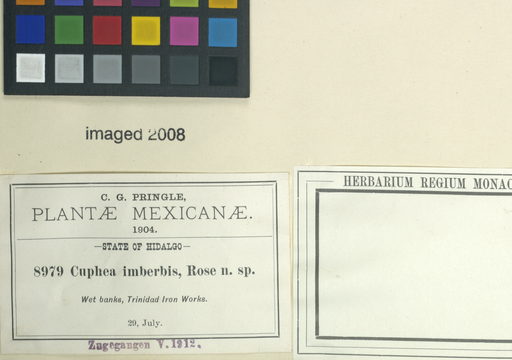 imaged 2008
C. G. PRINGLE,
PLANTÆ MEXICANÆ.
1904.
—STATE OF HIDALGO—
8979 Cuphea imberbis, Rose n. sp.
Wet banks, Trinidad Iron Works.
29, July.
Zugegangen V.1912.
HERBARIUM REGIUM MONAC